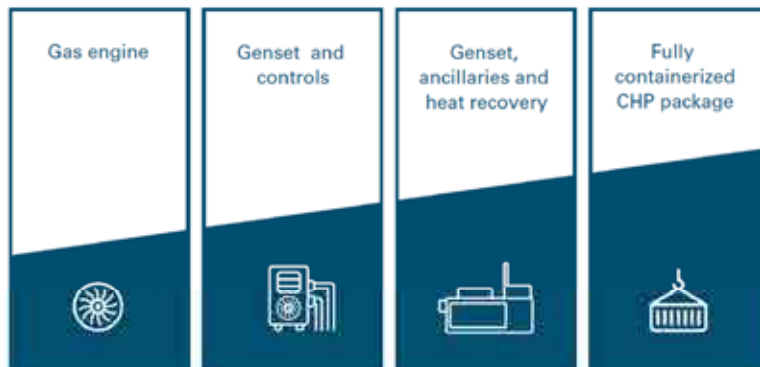 Gas engine
Genset and
controls
Genset,
ancillaries and
heat recovery
Fully
containerized
CHP package